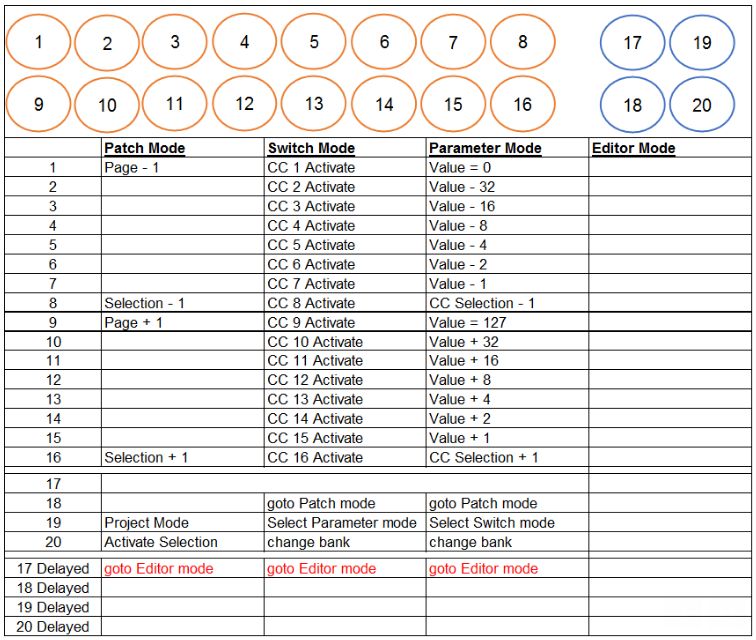 1 2 3 4 5 6 7 8 17 19
9 10 11 12 13 14 15 16 18 20
Patch Mode Switch Mode Parameter Mode Editor Mode
1 Page - 1 CC 1 Activate Value = 0
2 CC 2 Activate Value - 32
3 CC 3 Activate Value - 16
4 CC 4 Activate Value - 8
5 CC 5 Activate Value - 4
6 CC 6 Activate Value - 2
7 CC 7 Activate Value - 1
8 Selection - 1 CC 8 Activate CC Selection - 1
9 Page + 1 CC 9 Activate Value = 127
10 CC 10 Activate Value + 32
11 CC 11 Activate Value + 16
12 CC 12 Activate Value + 8
13 CC 13 Activate Value + 4
14 CC 14 Activate Value + 2
15 CC 15 Activate Value + 1
16 Selection + 1 CC 16 Activate CC Selection + 1
17
18 goto Patch mode goto Patch mode
19 Project Mode Select Parameter mode Select Switch mode
20 Activate Selection change bank change bank
17 Delayed goto Editor mode goto Editor mode goto Editor mode
18 Delayed
19 Delayed
20 Delayed